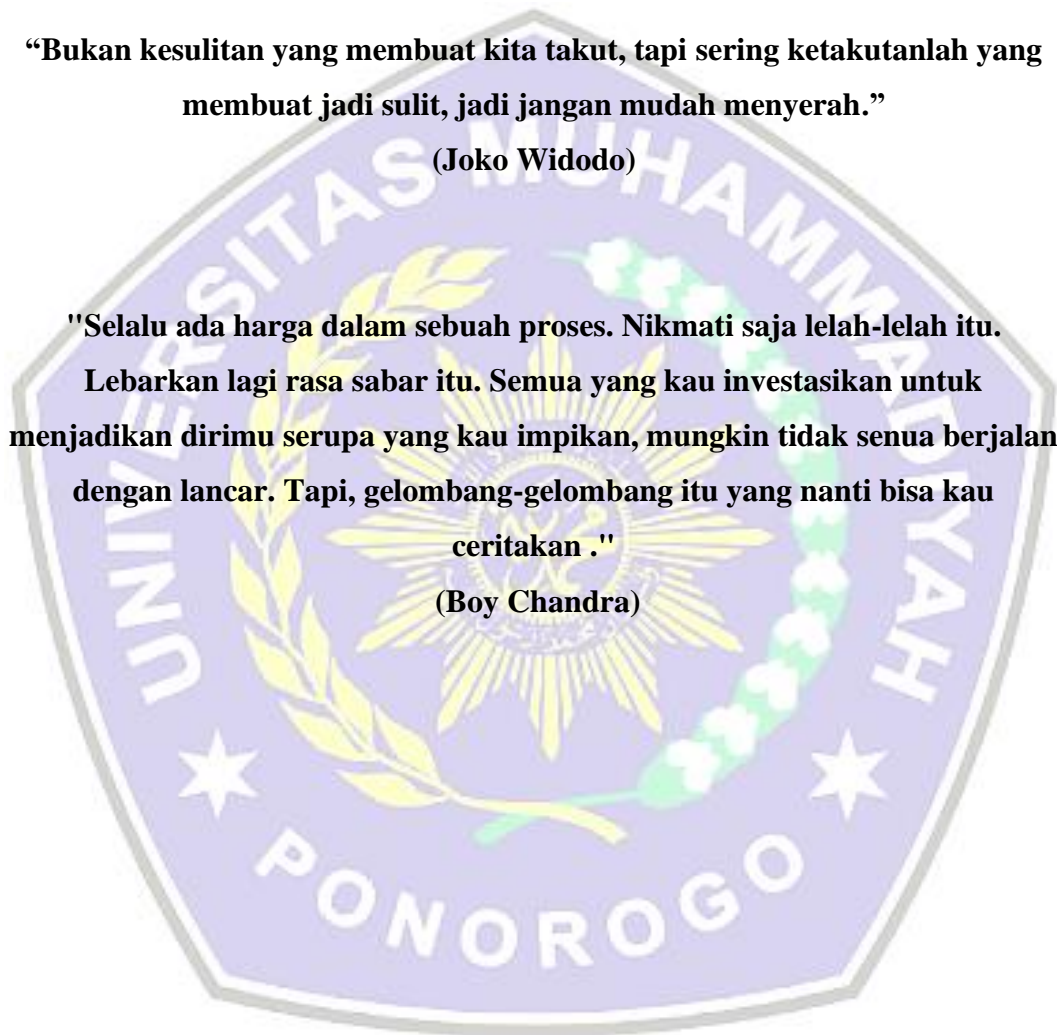 “Bukan kesulitan yang membuat kita takut, tapi sering ketakutanlah yang
membuat jadi sulit, jadi jangan mudah menyerah.”
(Joko Widodo)
"Selalu ada harga dalam sebuah proses. Nikmati saja lelah-lelah itu.
Lebarkan lagi rasa sabar itu. Semua yang kau investasikan untuk
menjadikan dirimu serupa yang kau impikan, mungkin tidak senua berjalan
dengan lancar. Tapi, gelombang-gelombang itu yang nanti bisa kau
ceritakan ."
(Boy Chandra)
UNIVERSITAS MUHAMMADIYAH
PONOROGO